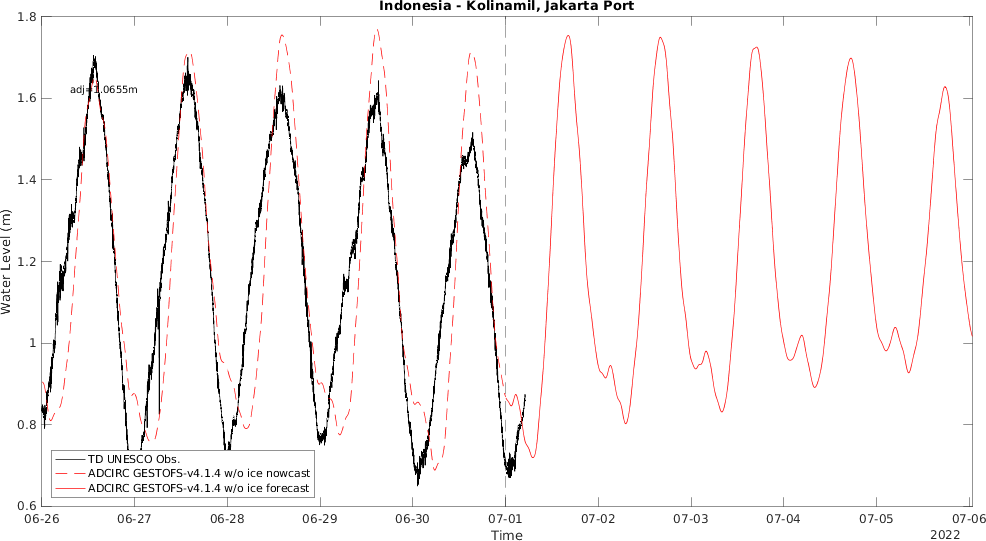 Indonesia - Kolinamil, Jakarta Port
Water Level (m)
1.8
1.6
1.4
1.2
1
0.8
0.6
adj=1.0655m
TD UNESCO Obs.
ADCIRC GESTOFS-v4.1.4 w/o ice nowcast
ADCIRC GESTOFS-v4.1.4 w/o ice forecast
06-26 06-27 06-28 06-29 06-30 07-01 07-02 07-03 07-04 07-05 07-06
Time
2022